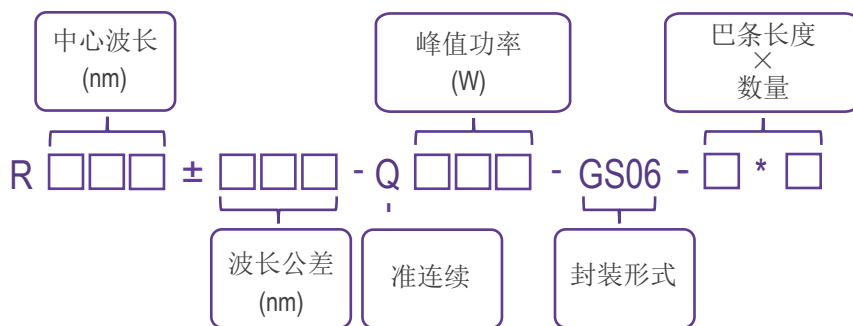 中心波长
(nm)
峰值功率
(W)
巴条长度
×
数量
R □□□ ± □□□ - Q □□□ - GS06 - □ * □
波长公差
(nm)
准连续
封装形式